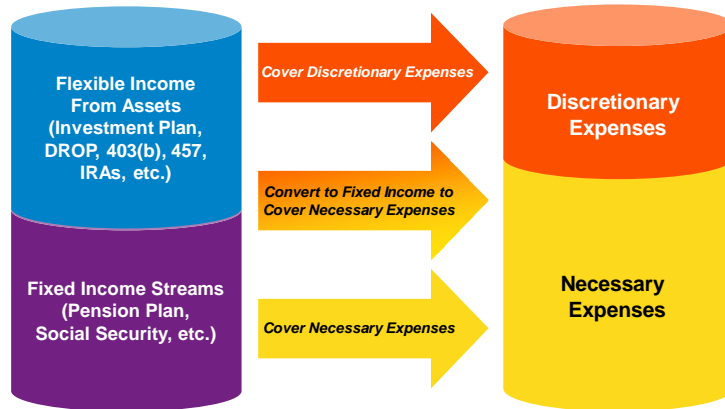 Flexible Income
From Assets
(Investment Plan,
DROP, 403(b), 457,
IRAs, etc.)
Fixed Income Streams
(Pension Plan,
Social Security, etc.)
Cover Discretionary Expenses
Convert to Fixed Income to
Cover Necessary Expenses
Cover Necessary Expenses
Discretionary
Expenses
Necessary
Expenses